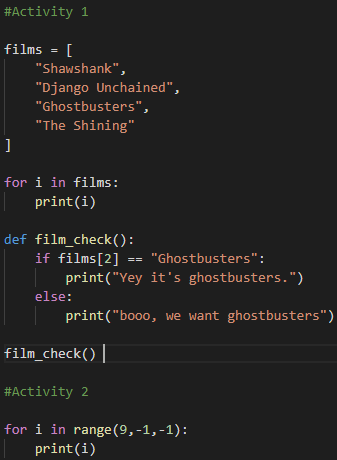 #Activity 1
films = [
    "Shawshank",
    "Django Unchained",
    "Ghostbusters",
    "The Shining"
]
for i in films:
    print(i)
def film_check():
    if films[2] == "Ghostbusters":
        print("Yey it's ghostbusters.")
    else:
        print("booo, we want ghostbusters")
film_check()
#Activity 2
for i in range(9,-1,-1):
    print(i)